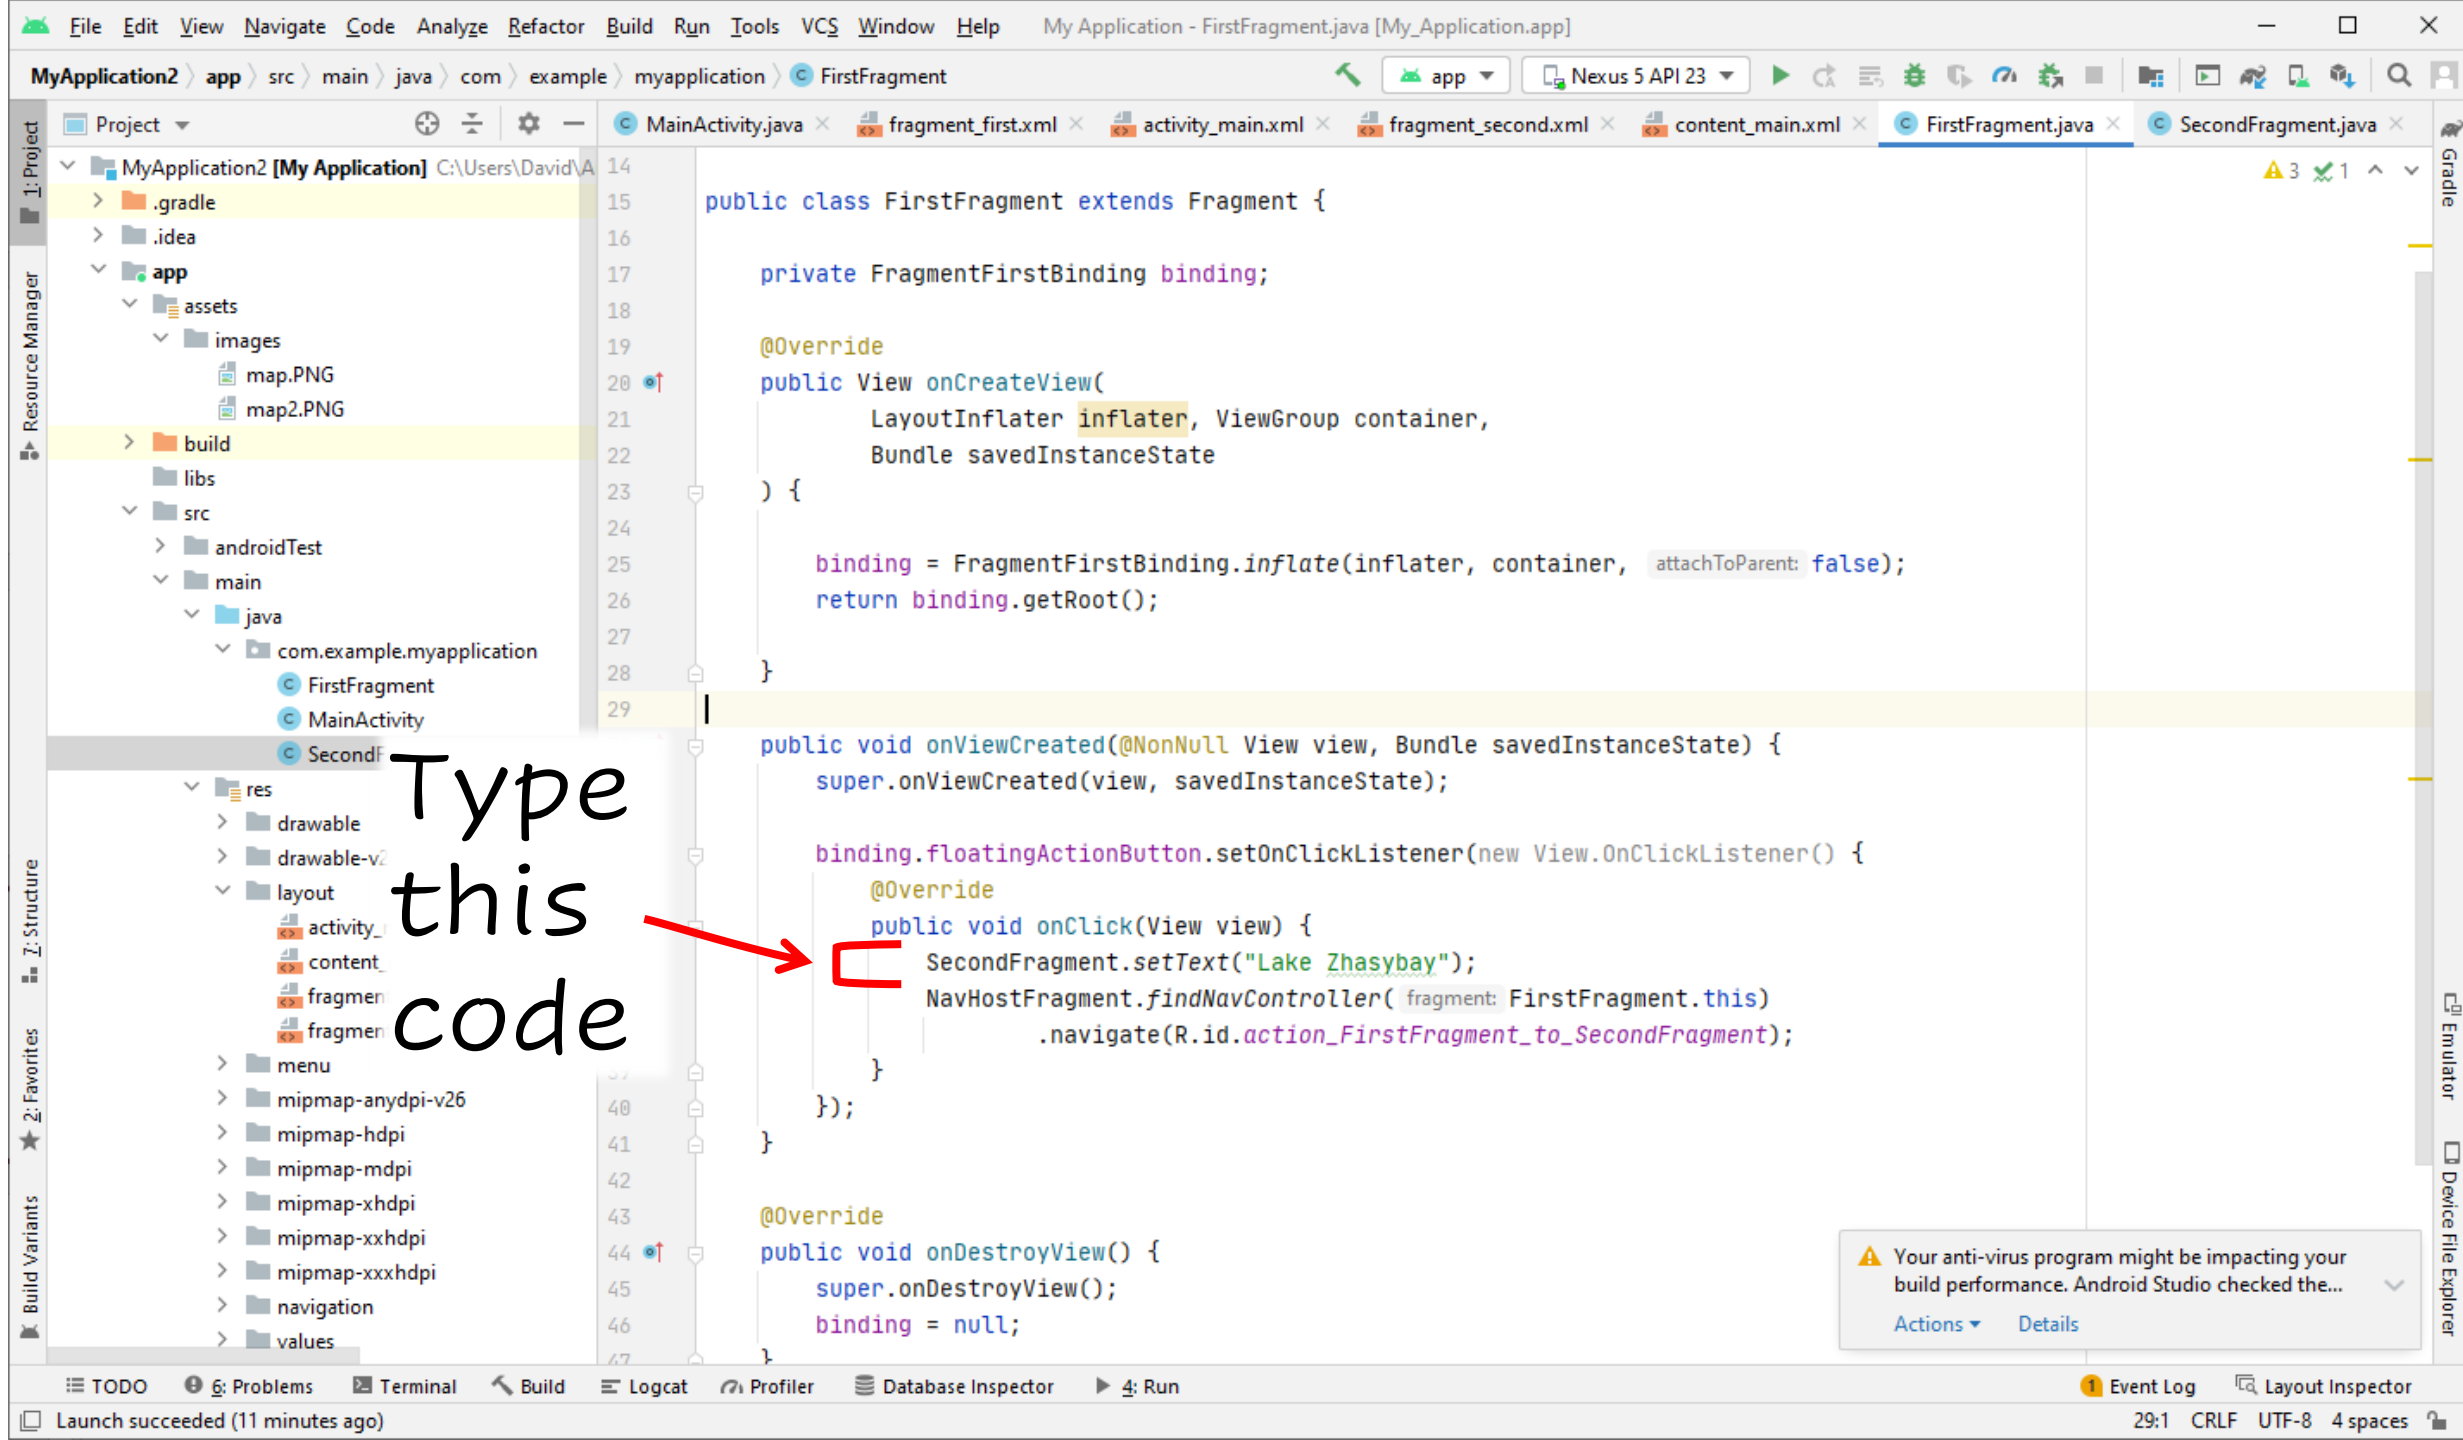 File Edit View Navigate Code Analyze Refactor Build Run Tools VCS Window Help My Application - FirstFragment.java [My_Application.app]
MyApplication2 app src main java com example myapplication FirstFragment app Nexus 5 API 23
Project
MainActivity.java fragment_first.xml activity_main.xml fragment_second.xml content_main.xml FirstFragment.java SecondFragment.java
1: Project
Resource Manager
7: Structure
2: Favorites
Build Variants
MyApplication2 [My Application] C:\Users\David\A
.gradle
.idea
app
assets
images
map.PNG
map2.PNG
build
libs
src
androidTest
main
java
com.example.myapplication
FirstFragment
MainActivity
SecondF
res
drawable
drawable-v2
layout
activity_
content_
fragmen
fragmen
menu
mipmap-anydpi-v26
mipmap-hdpi
mipmap-mdpi
mipmap-xhdpi
mipmap-xxhdpi
mipmap-xxxhdpi
navigation
values
Type
this
code
3 1
14
15 public class FirstFragment extends Fragment {
16
17 private FragmentFirstBinding binding;
18
19 @Override
20 public View onCreateView(
21 LayoutInflater inflater, ViewGroup container,
22 Bundle savedInstanceState
23 ) {
24
25 binding = FragmentFirstBinding.inflate(inflater, container, attachToParent: false);
26 return binding.getRoot();
27
28 }
29
public void onViewCreated(@NonNull View view, Bundle savedInstanceState) {
super.onViewCreated(view, savedInstanceState);
binding.floatingActionButton.setOnClickListener(new View.OnClickListener() {
@Override
public void onClick(View view) {
SecondFragment.setText("Lake Zhasybay");
NavHostFragment.findNavController( fragment: FirstFragment.this)
.navigate(R.id.action_FirstFragment_to_SecondFragment);
39 }
40 });
41 }
42
43 @Override
44 public void onDestroyView() {
45 super.onDestroyView();
46 binding = null;
47 }
Gradle
Emulator
Device File Explorer
Your anti-virus program might be impacting your
build performance. Android Studio checked the...
Actions Details
TODO 6: Problems Terminal Build Logcat Profiler Database Inspector 4: Run 1 Event Log Layout Inspector
Launch succeeded (11 minutes ago) 29:1 CRLF UTF-8 4 spaces